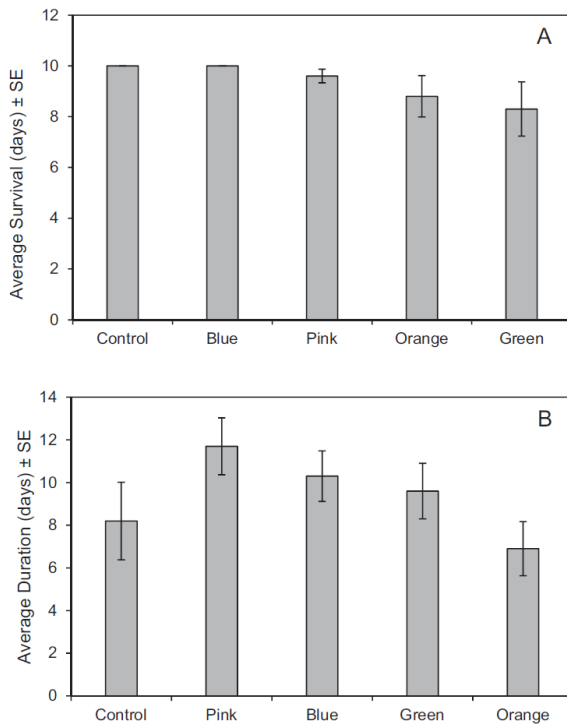 A
Average Survival (days) ± SE
12
10
8
6
4
2
0
Control Blue Pink Orange Green
B
Average Duration (days) ± SE
14
12
10
8
6
4
2
0
Control Pink Blue Green Orange